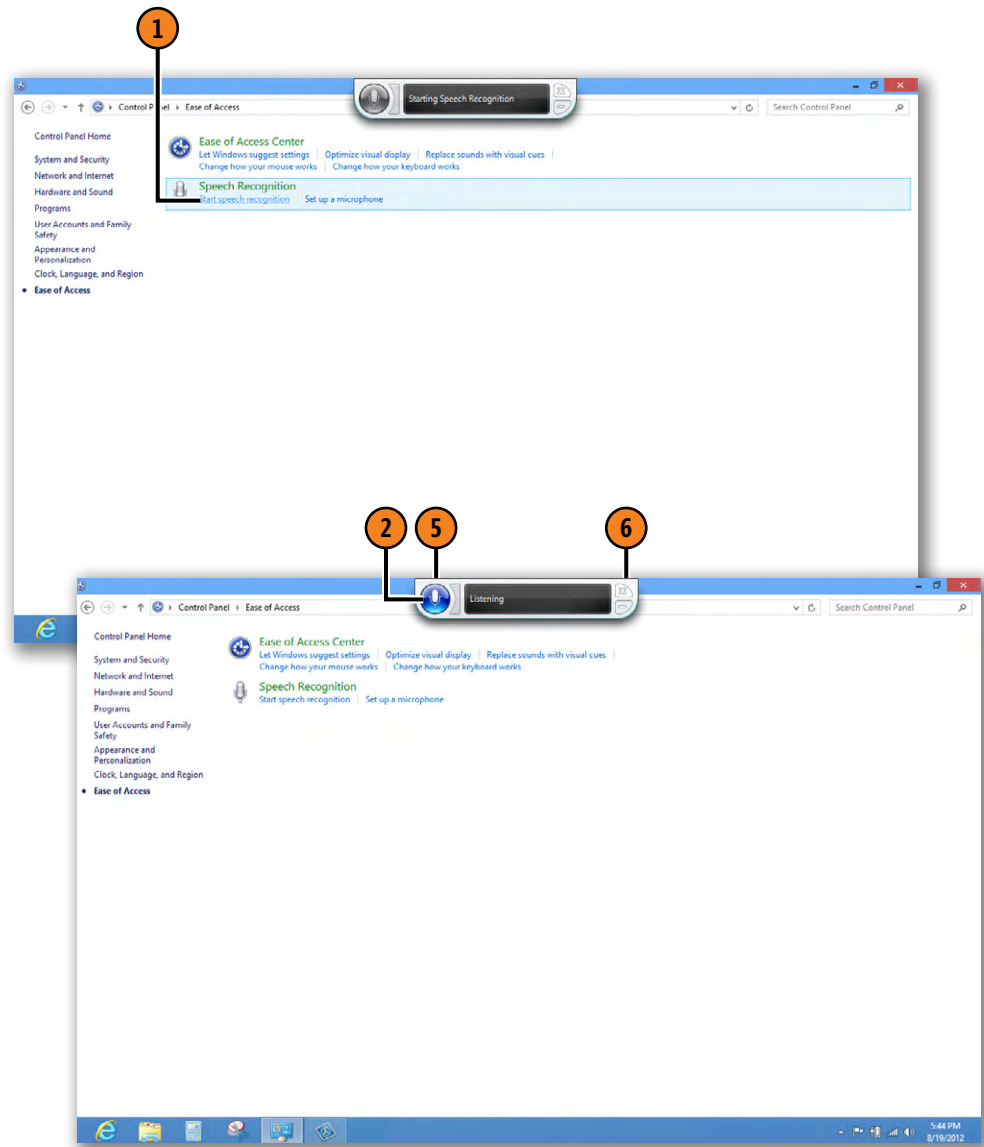 1
Starting Speech Recognition
Control P nel Ease of Access
Search Control Panel
Control Panel Home
System and Security
Network and Internet
Hardware and Sound
Programs
User Accounts and Family
Safety
Appearance and
Personalization
Clock, Language, and Region
Ease of Access
Ease of Access Center
Let Windows suggest settings Optimize visual display Replace sounds with visual cues
Change how your mouse works Change how your keyboard works
Speech Recognition
Start speech recognition Set up a microphone
2 5 6
Listening
Control Panel Ease of Access
Search Control Panel
Control Panel Home
System and Security
Network and Internet
Hardware and Sound
Programs
User Accounts and Family
Safety
Appearance and
Personalization
Clock, Language, and Region
Ease of Access
Ease of Access Center
Let Windows suggest settings Optimize visual display Replace sounds with visual cues
Change how your mouse works Change how your keyboard works
Speech Recognition
Start speech recognition Set up a microphone
5:44 PM
8/19/2012